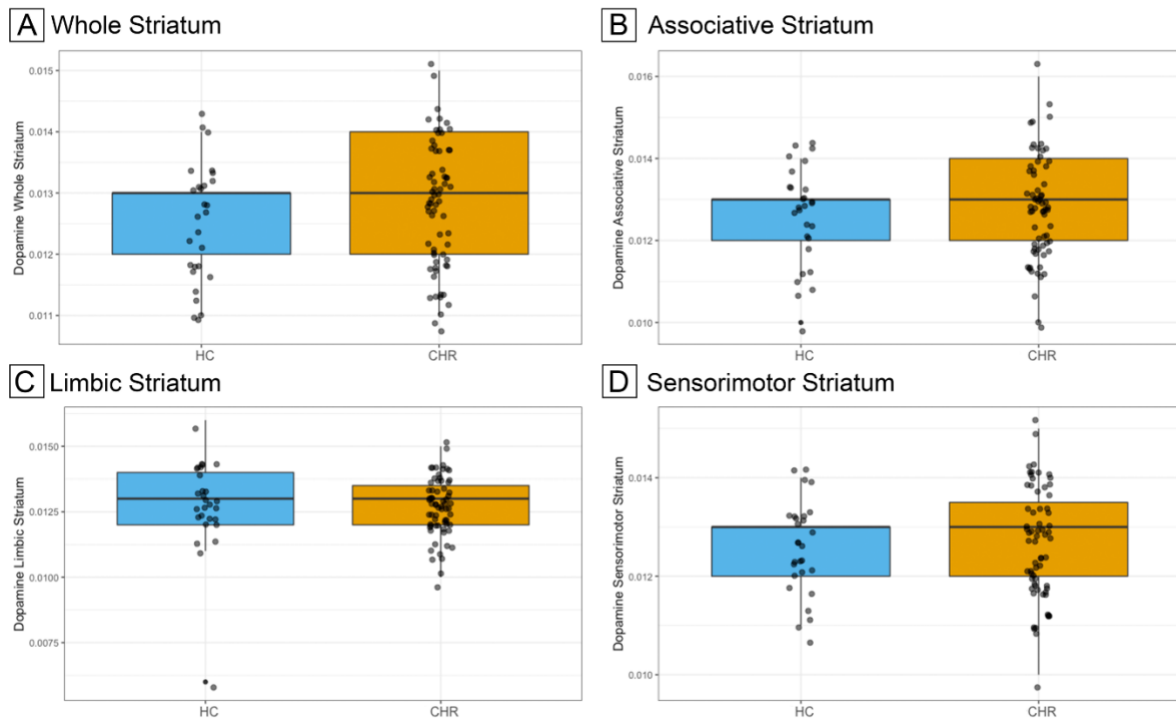 A Whole Striatum
Dopamine Whole Striatum
0.015
0.014
0.013
0.012
0.011
HC CHR
B Associative Striatum
Dopamine Associative Striatum
0.016
0.014
0.012
0.010
HC CHR
C Limbic Striatum
Dopamine Limbic Striatum
0.0150
0.0125
0.0100
0.0075
HC CHR
D Sensorimotor Striatum
Dopamine Sensorimotor Striatum
0.014
0.012
0.010
HC CHR